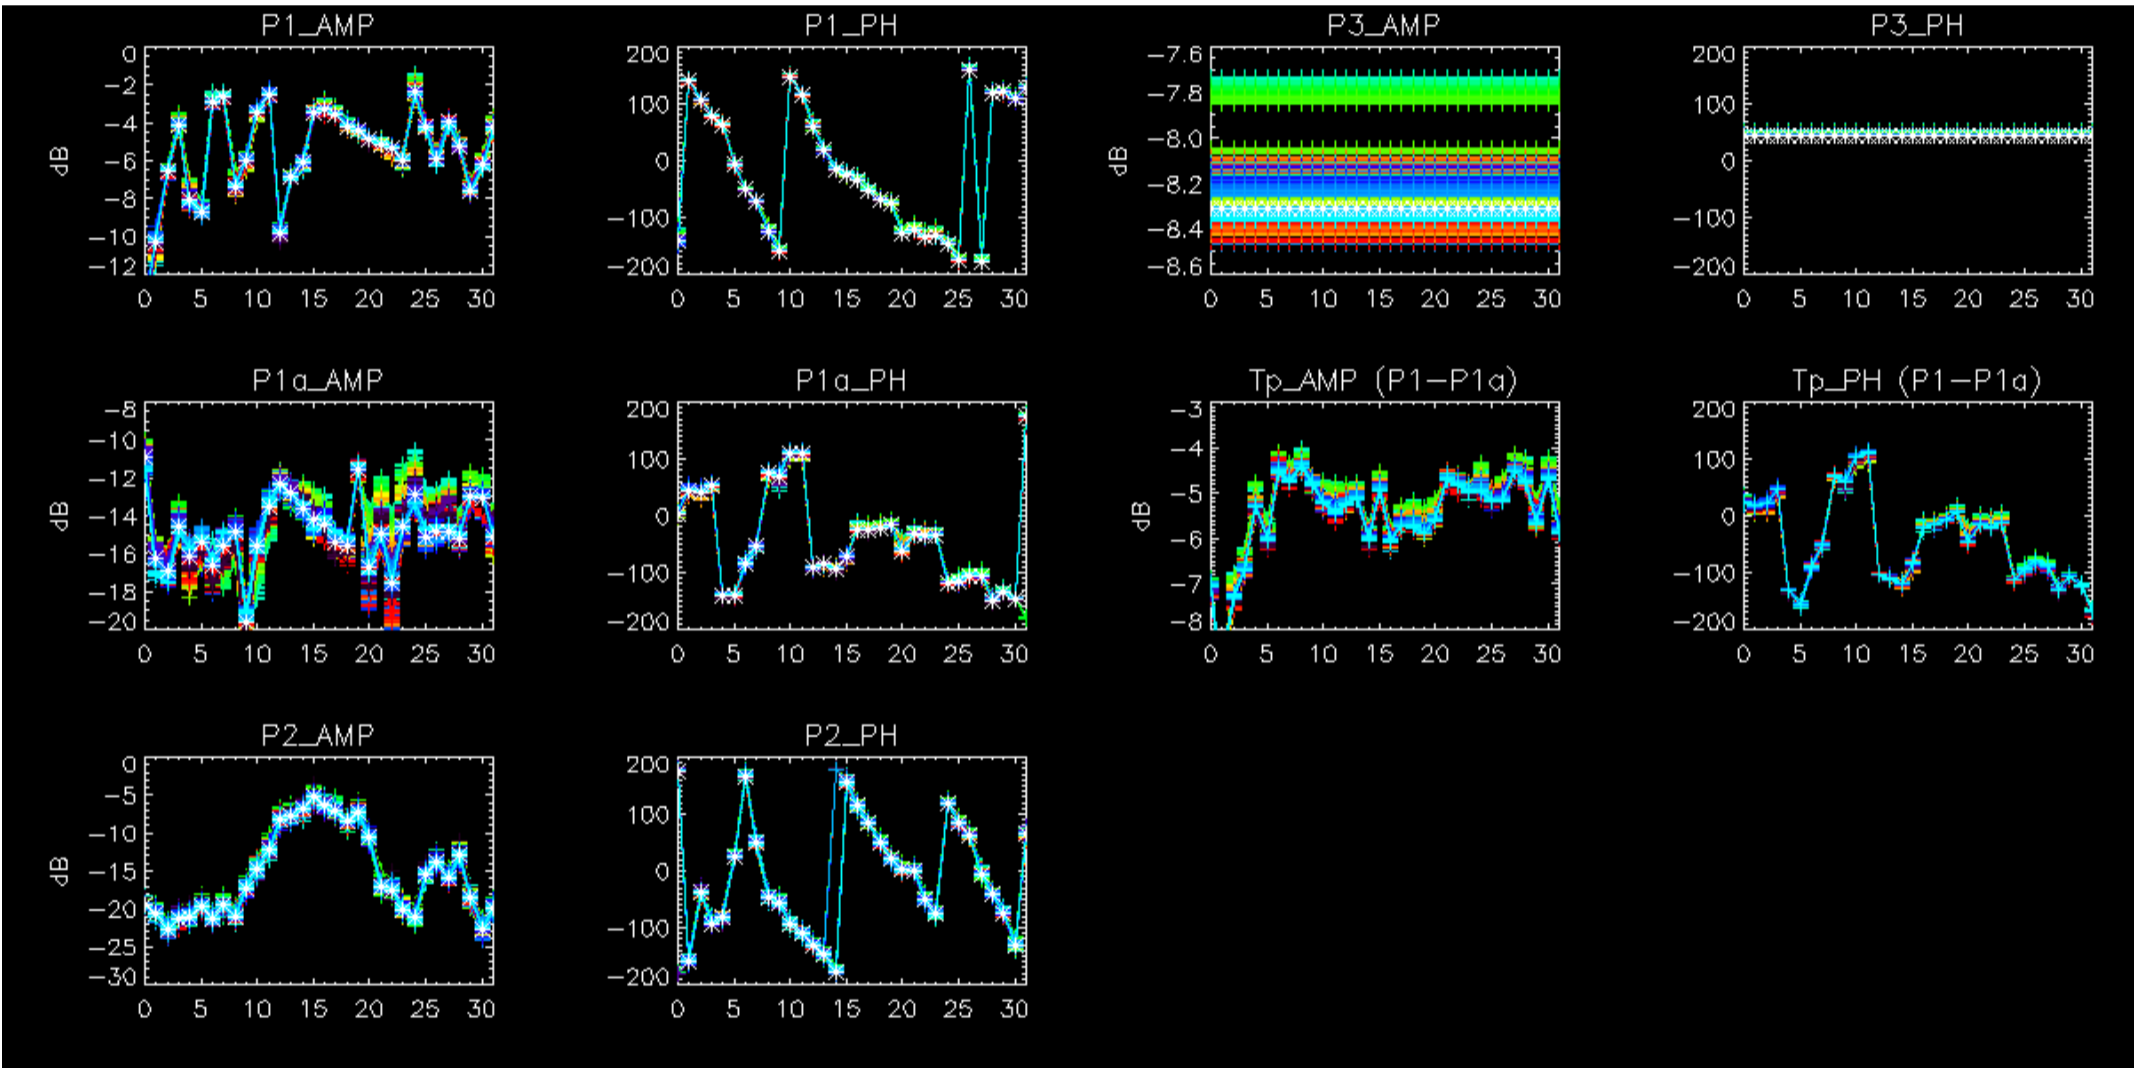 P1_AMP
0
-2
-4
-6
-8
-10
-12
dB
0 5 10 15 20 25 30
P1_PH
200
100
0
-100
-200
0 5 10 15 20 25 30
P3_AMP
-7.6
-7.8
-8.0
-8.2
-8.4
-8.6
dB
0 5 10 15 20 25 30
P3_PH
200
100
0
-100
-200
0 5 10 15 20 25 30
P1a_AMP
-8
-10
-12
-14
-16
-18
-20
dB
0 5 10 15 20 25 30
P1a_PH
200
100
0
-100
-200
0 5 10 15 20 25 30
Tp_AMP (P1-P1a)
-3
-4
-5
-6
-7
-8
dB
0 5 10 15 20 25 30
Tp_PH (P1-P1a)
200
100
0
-100
-200
0 5 10 15 20 25 30
P2_AMP
0
-5
-10
-15
-20
-25
-30
dB
0 5 10 15 20 25 30
P2_PH
200
100
0
-100
-200
0 5 10 15 20 25 30